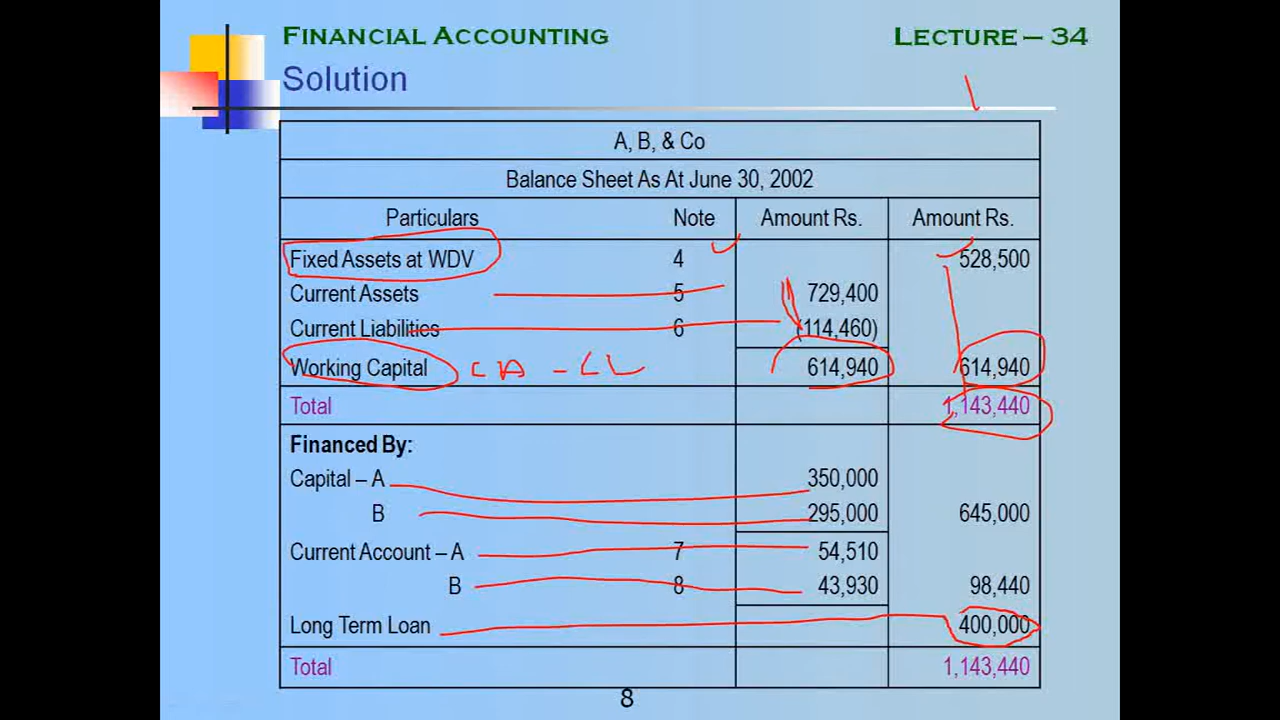 FINANCIAL ACCOUNTING LECTURE – 34
Solution
A, B, & Co
Balance Sheet As At June 30, 2002
Particulars Note Amount Rs. Amount Rs.
Fixed Assets at WDV 4 528,500
Current Assets 5 729,400
Current Liabilities 6 (114,460)
Working Capital CA - CL 614,940 614,940
Total 1,143,440
Financed By:
Capital – A 350,000
B 295,000 645,000
Current Account – A 7 54,510
B 8 43,930 98,440
Long Term Loan 400,000
Total 1,143,440
8